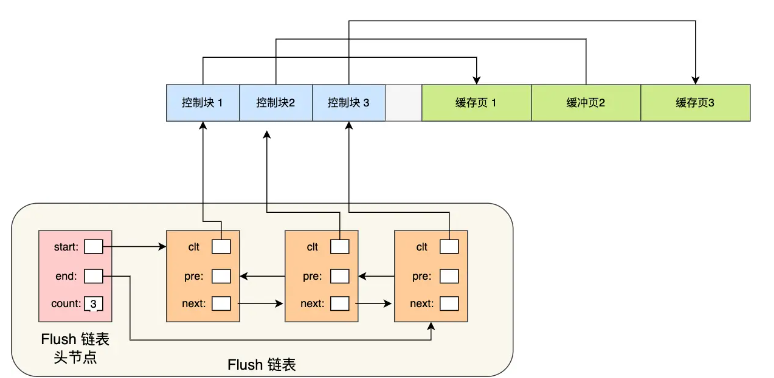 控制块 1
控制块2
控制块 3
缓存页 1
缓冲页2
缓存页3
start:
end:
count: 3
clt
pre:
next:
clt
pre:
next:
clt
pre:
next:
Flush 链表
头节点
Flush 链表